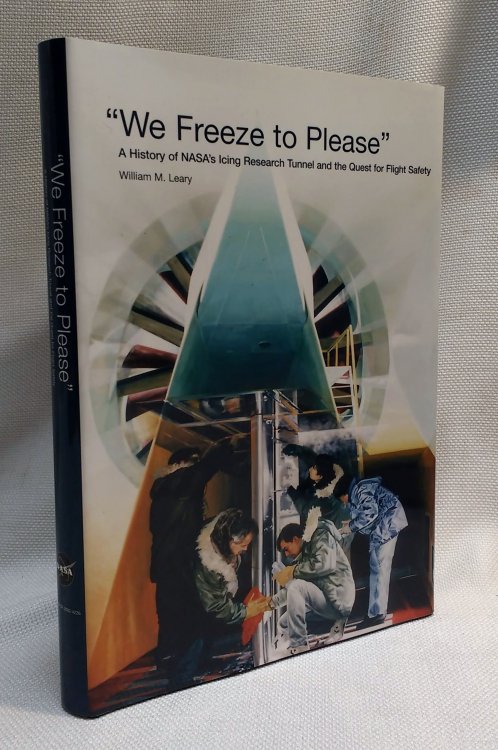 “We Freeze to Please”
A History of NASA's Icing Research Tunnel and the Quest for Flight Safety
William M. Leary
“We Freeze to Please”
NASA